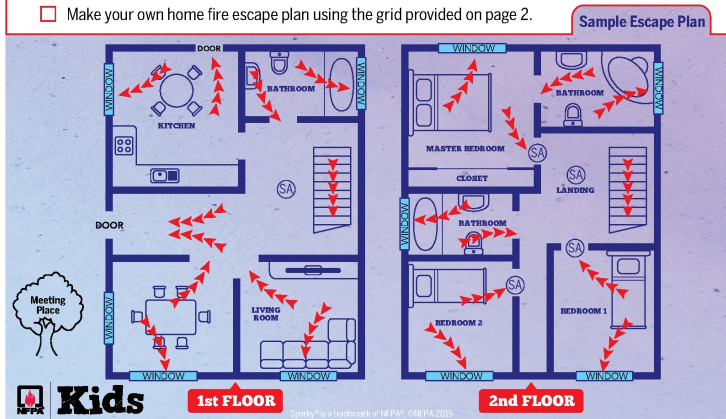 Make your own home fire escape plan using the grid provided on page 2.
Sample Escape Plan
DOOR
WINDOW
WINDOW
BATHROOM
KITCHEN
SA
DOOR
Meeting
Place
WINDOW
LIVING
ROOM
WINDOW
WINDOW
1st FLOOR
WINDOW
WINDOW
BATHROOM
MASTER BEDROOM
SA
CLOSET
SA
LANDING
WINDOW
BATHROOM
SA
SA
BEDROOM 2
BEDROOM 1
WINDOW
WINDOW
2nd FLOOR
NFPA
Kids
Sparky® is a trademark of NFPA®. ©NFPA 2019